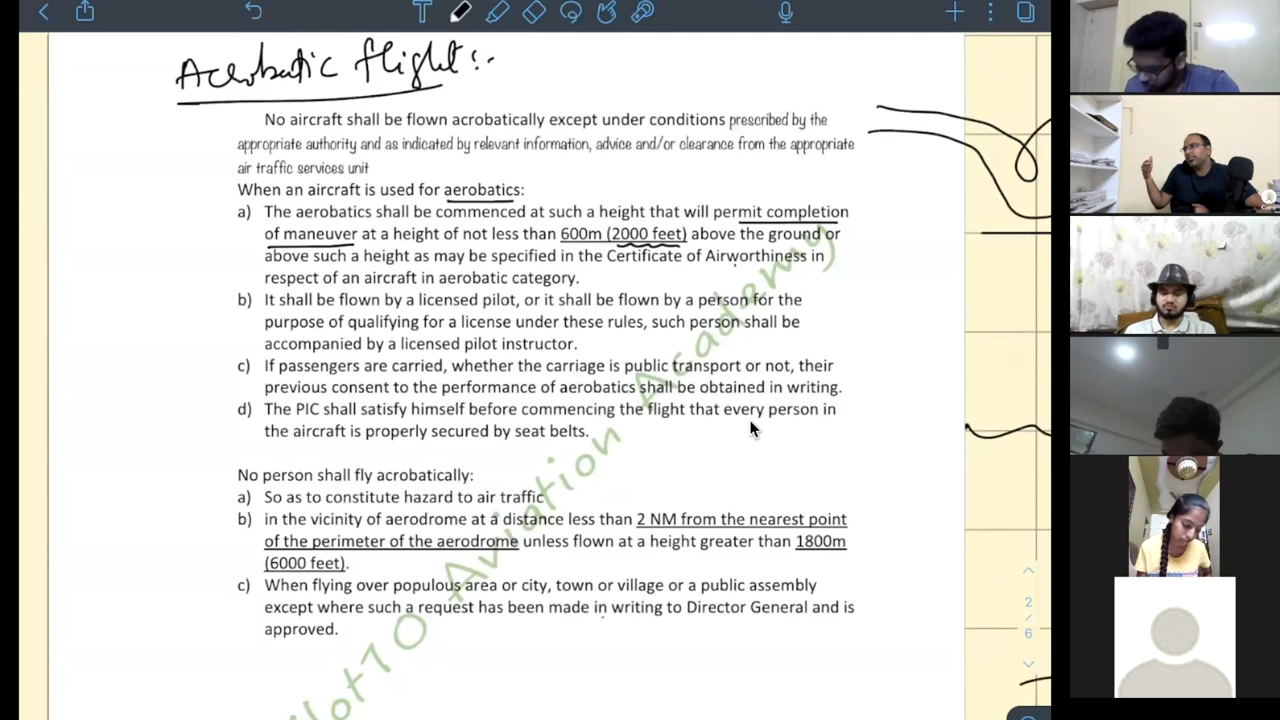 Acrobatic flight:-
No aircraft shall be flown acrobatically except under conditions prescribed by the
appropriate authority and as indicated by relevant information, advice and/or clearance from the appropriate
air traffic services unit
When an aircraft is used for aerobatics:
a) The aerobatics shall be commenced at such a height that will permit completion
of maneuver at a height of not less than 600m (2000 feet) above the ground or
above such a height as may be specified in the Certificate of Airworthiness in
respect of an aircraft in aerobatic category.
b) It shall be flown by a licensed pilot, or it shall be flown by a person for the
purpose of qualifying for a license under these rules, such person shall be
accompanied by a licensed pilot instructor.
c) If passengers are carried, whether the carriage is public transport or not, their
previous consent to the performance of aerobatics shall be obtained in writing.
d) The PIC shall satisfy himself before commencing the flight that every person in
the aircraft is properly secured by seat belts.
No person shall fly acrobatically:
a) So as to constitute hazard to air traffic
b) in the vicinity of aerodrome at a distance less than 2 NM from the nearest point
of the perimeter of the aerodrome unless flown at a height greater than 1800m
(6000 feet).
c) When flying over populous area or city, town or village or a public assembly
except where such a request has been made in writing to Director General and is
approved.
ilot70 Aviation Academy
2
/
6